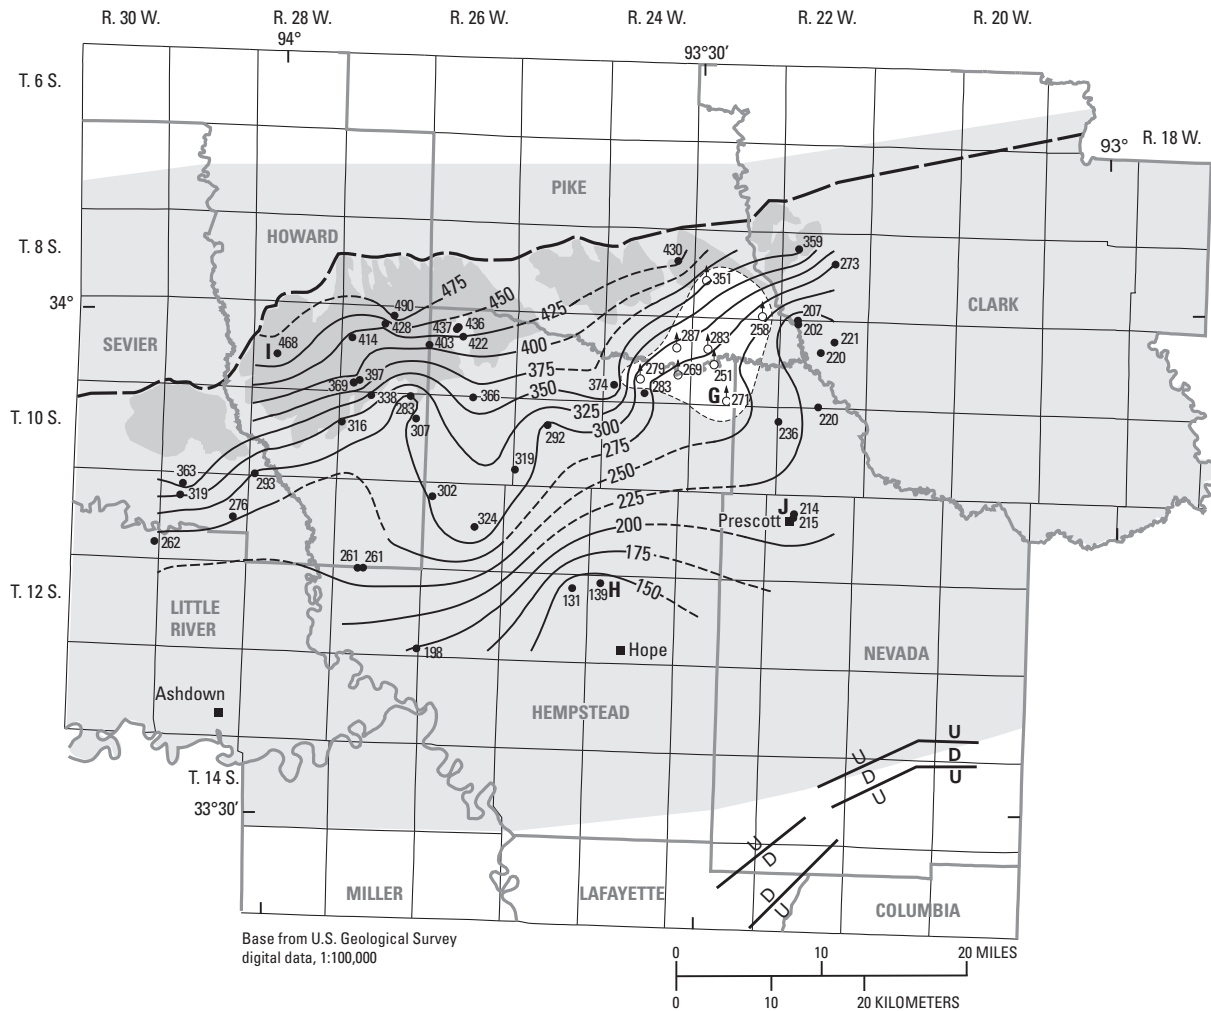 R. 30 W. R. 28 W. R. 26 W. R. 24 W. R. 22 W. R. 20 W.
94° 93°30′
T. 6 S.
93° R. 18 W.
PIKE
T. 8 S. HOWARD 430 359
273
351
475
34° 490 450 425 207 CLARK
428 437 436 258 202
SEVIER I 468 414 403 422 400 287 283 221
220
375 279 269 251
369 397 350 374 283 G 271
338 366
T. 10 S. 283 325 220
316 307 300 292 236
275
319 250
363
293 302 225
319
276 J 214
324 200 Prescott 215
262
261 261 175
T. 12 S. 131 139 H 150
LITTLE
RIVER
198 Hope NEVADA
Ashdown
HEMPSTEAD
U U
D D
U U
T. 14 S.
33°30′
U
D
D
U
MILLER LAFAYETTE COLUMBIA
Base from U.S. Geological Survey
digital data, 1:100,000
0 10 20 MILES
0 10 20 KILOMETERS